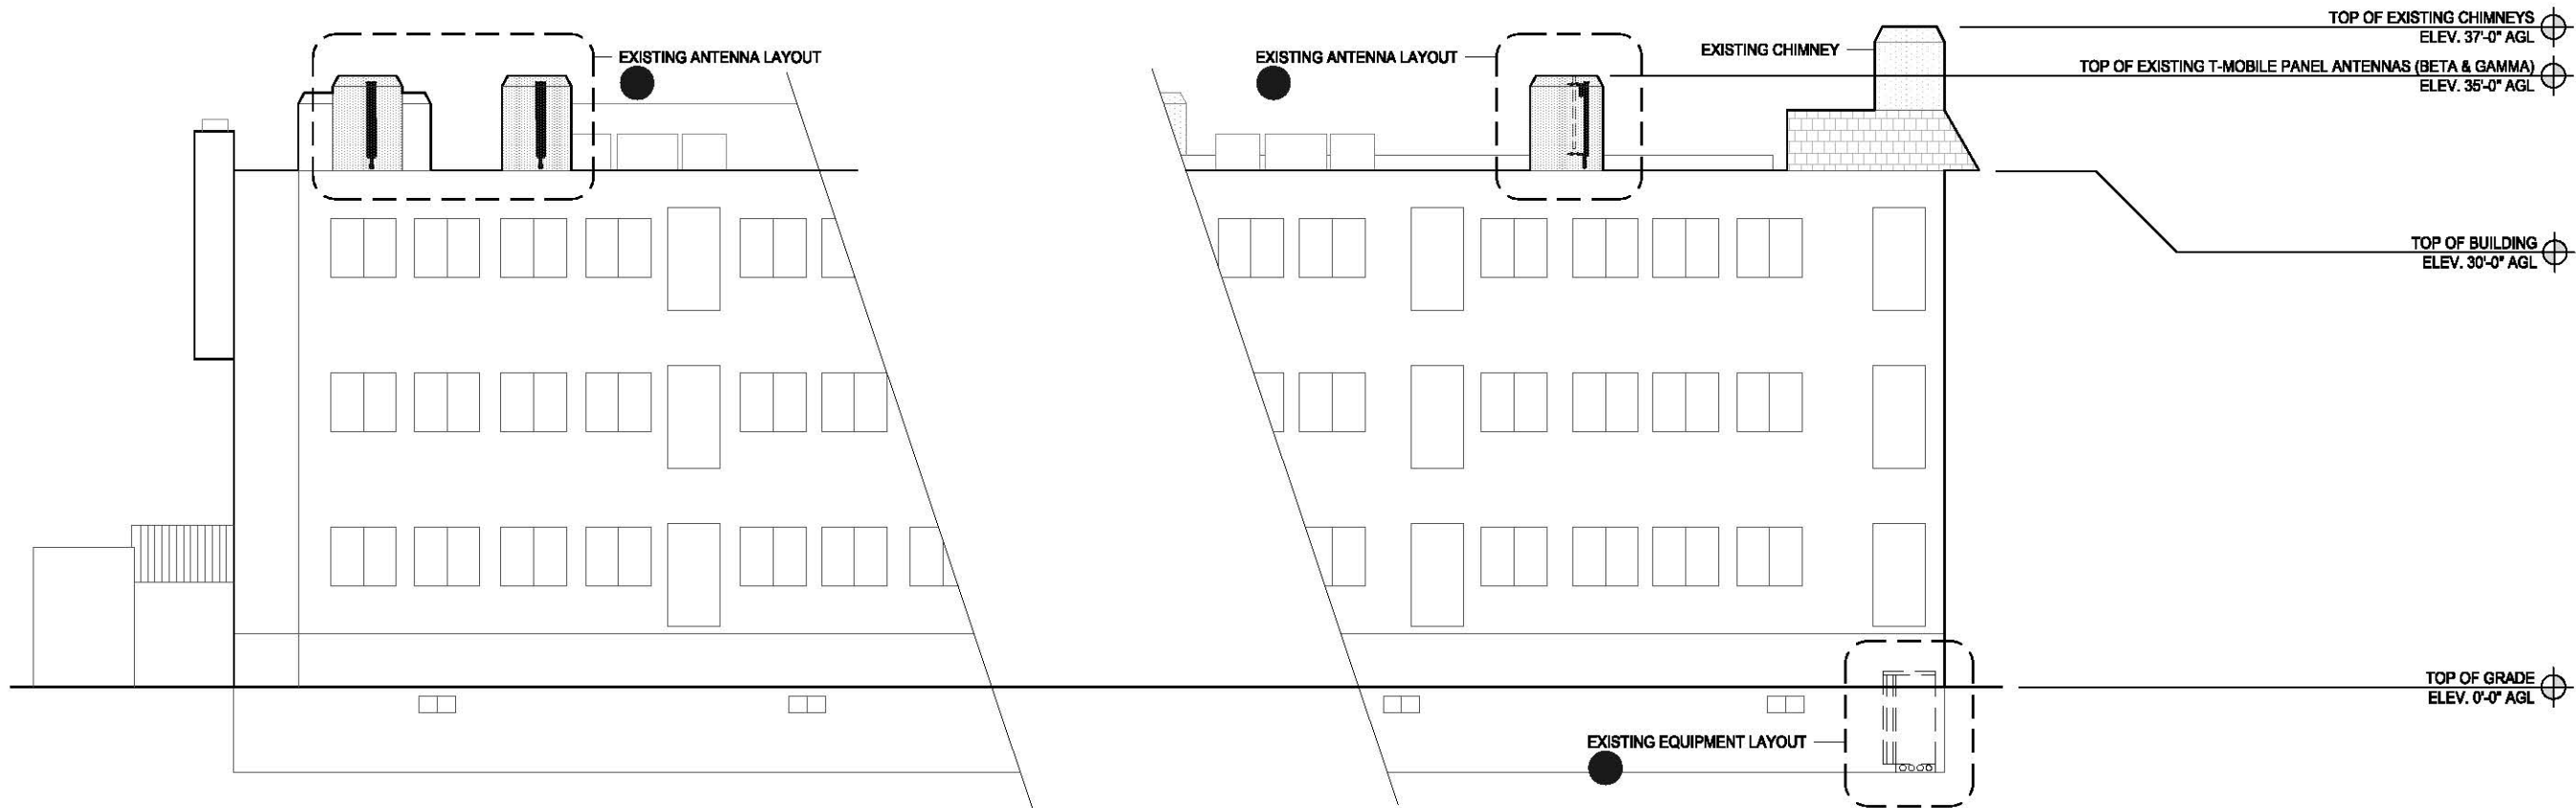 TOP OF EXISTING CHIMNEYS
ELEV. 37'-0" AGL
EXISTING ANTENNA LAYOUT
EXISTING ANTENNA LAYOUT
EXISTING CHIMNEY
TOP OF EXISTING T-MOBILE PANEL ANTENNAS (BETA & GAMMA)
ELEV. 35'-0" AGL
TOP OF BUILDING
ELEV. 30'-0" AGL
TOP OF GRADE
ELEV. 0'-0" AGL
EXISTING EQUIPMENT LAYOUT